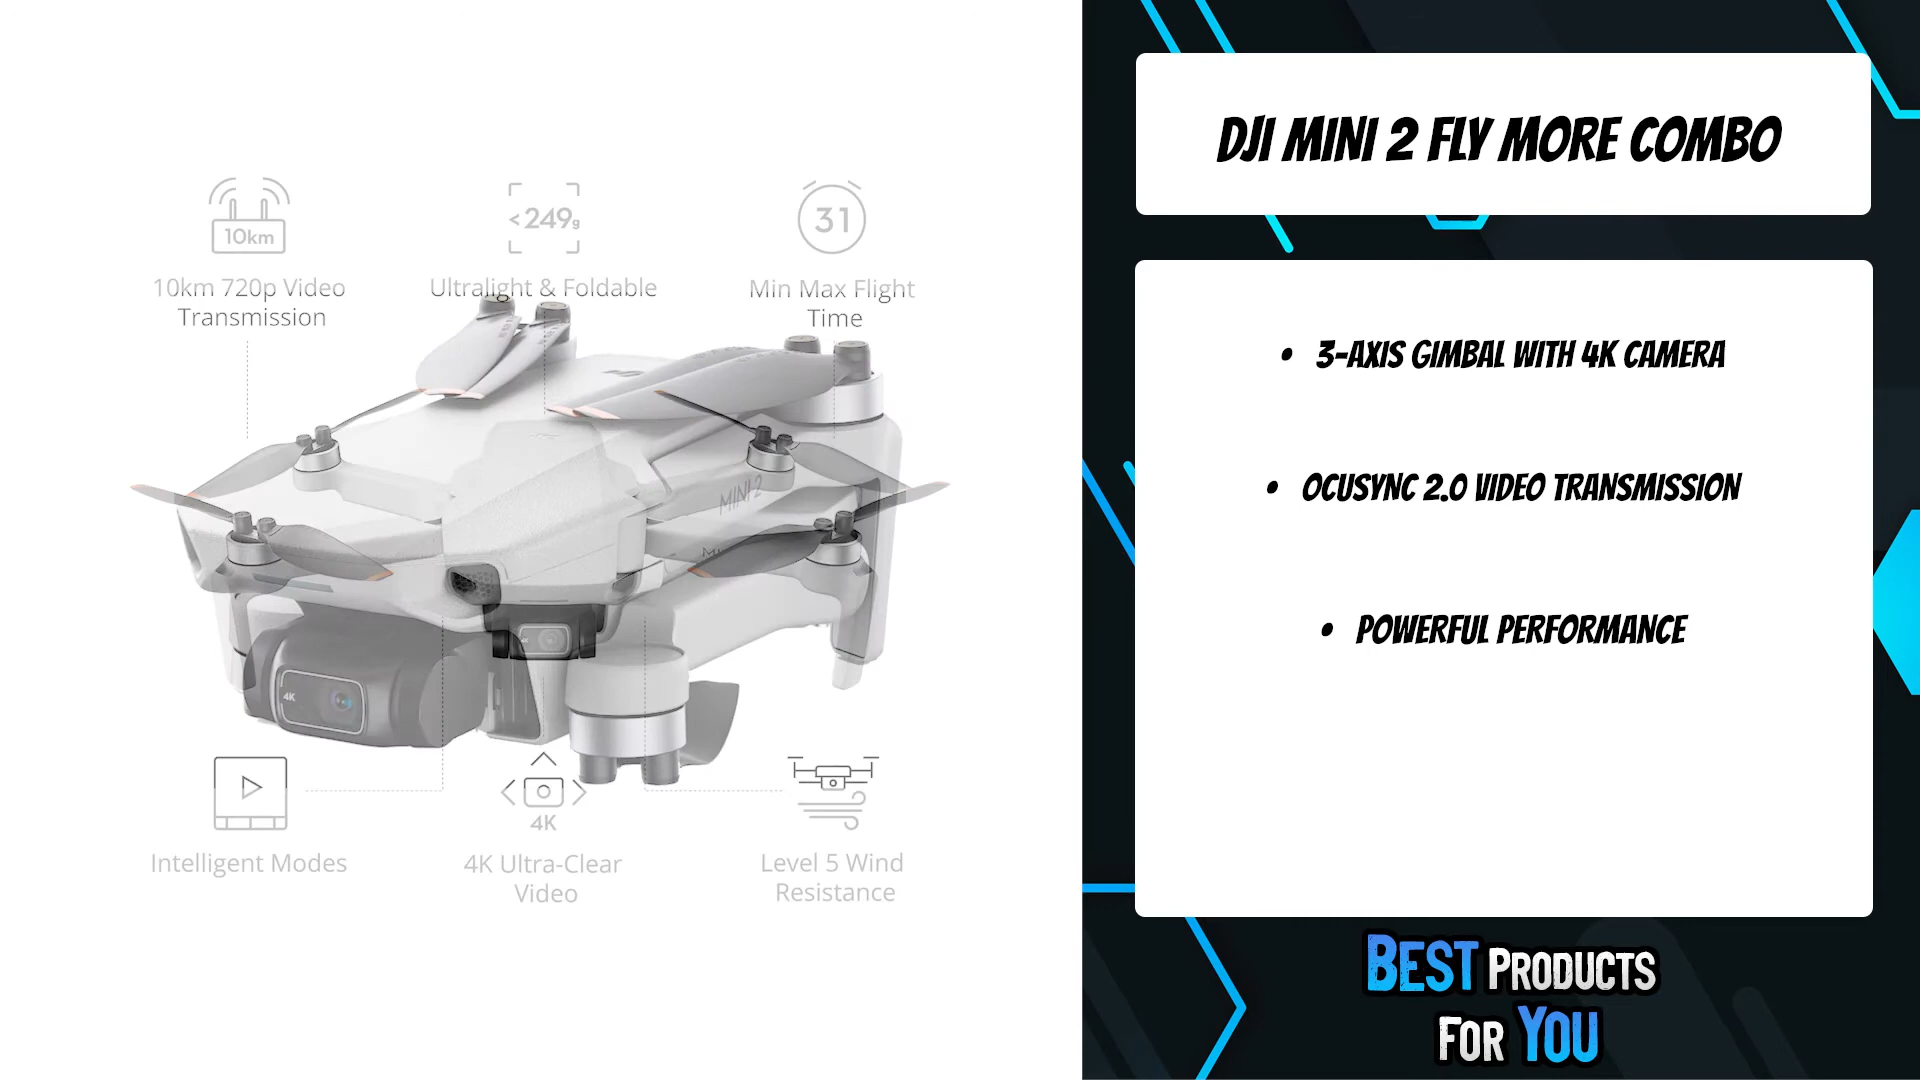 DJI MINI 2 FLY MORE COMBO
10km
<249g
31
10km 720p Video
Transmission
Ultralight & Foldable
Min Max Flight
Time
MINI 2
4K
4K
4K
Intelligent Modes
4K Ultra-Clear
Video
Level 5 Wind
Resistance
• 3-AXIS GIMBAL WITH 4K CAMERA
• OCUSYNC 2.0 VIDEO TRANSMISSION
• POWERFUL PERFORMANCE
BEST PRODUCTS
FOR YOU